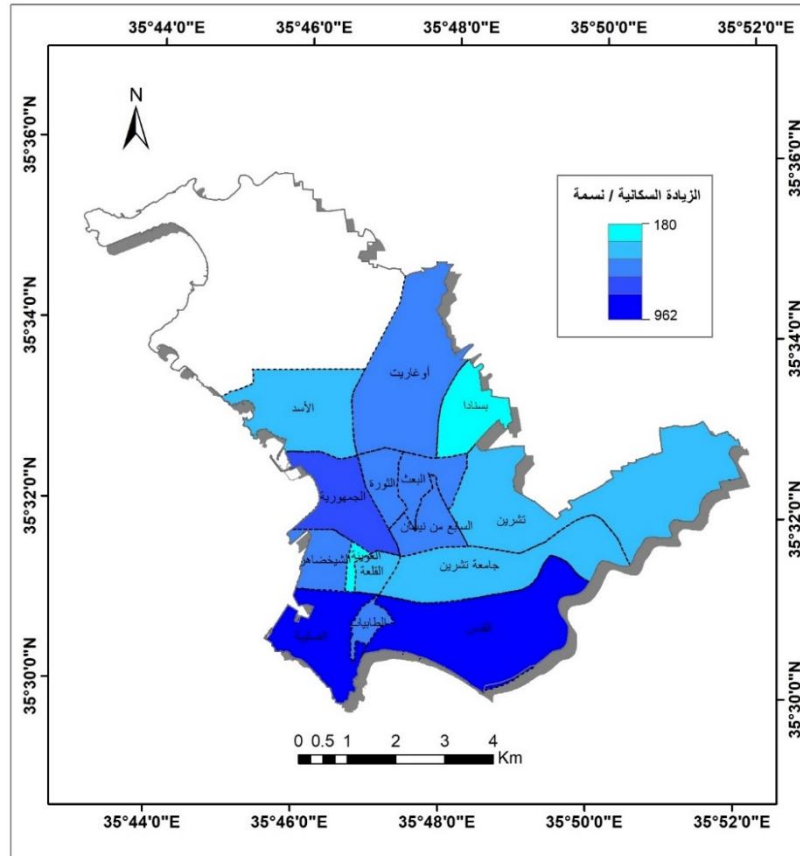 35°44'0"E 35°46'0"E 35°48'0"E 35°50'0"E 35°52'0"E
35°36'0"N
35°36'0"N
N
الزيادة السكانية / نسمة
180
962
35°34'0"N
35°34'0"N
أوغاريت
الأسد
بسنادا
35°32'0"N
35°32'0"N
البعث
الثورة
الجمهورية
تشرين
السابع من نيسان
الشيخضاهر
القلعة
جامعة تشرين
الطابيات
35°30'0"N
35°30'0"N
0 0.5 1 2 3 4
Km
35°44'0"E 35°46'0"E 35°48'0"E 35°50'0"E 35°52'0"E